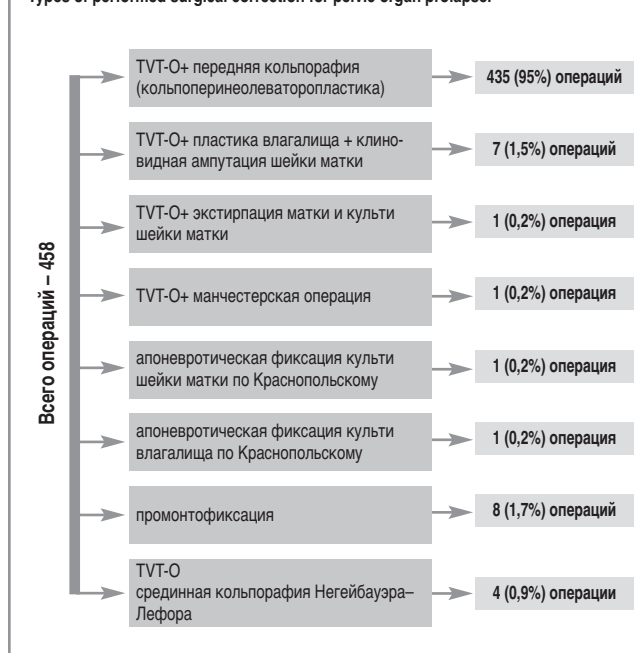 Types of performed surgical correction for pelvic organ prolapse.
Всего операций – 458
TVT-O+ передняя кольпорафия
(кольпоперинеолеваторопластика)
435 (95%) операций
TVT-O+ пластика влагалища + клино-
видная ампутация шейки матки
7 (1,5%) операций
TVT-O+ экстирпация матки и культи
шейки матки
1 (0,2%) операция
TVT-O+ манчестерская операция
1 (0,2%) операция
апоневротическая фиксация культи
шейки матки по Краснопольскому
1 (0,2%) операция
апоневротическая фиксация культи
влагалища по Краснопольскому
1 (0,2%) операция
промонтофиксация
8 (1,7%) операций
TVT-O
срединная кольпорафия Негейбауэра–
Лефора
4 (0,9%) операции